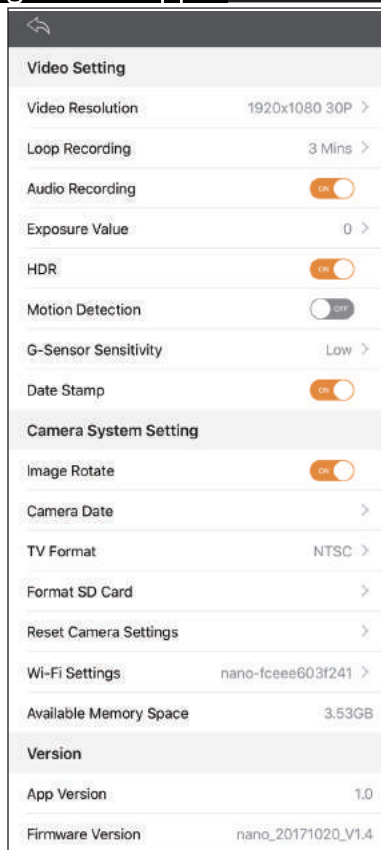 Video Setting
Video Resolution 1920x1080 30P >
Loop Recording 3 Mins >
Audio Recording ON
Exposure Value 0 >
HDR ON
Motion Detection OFF
G-Sensor Sensitivity Low >
Date Stamp ON
Camera System Setting
Image Rotate ON
Camera Date >
TV Format NTSC >
Format SD Card >
Reset Camera Settings >
Wi-Fi Settings nano-fceee603f241 >
Available Memory Space 3.53GB
Version
App Version 1.0
Firmware Version nano_20171020_V1.4